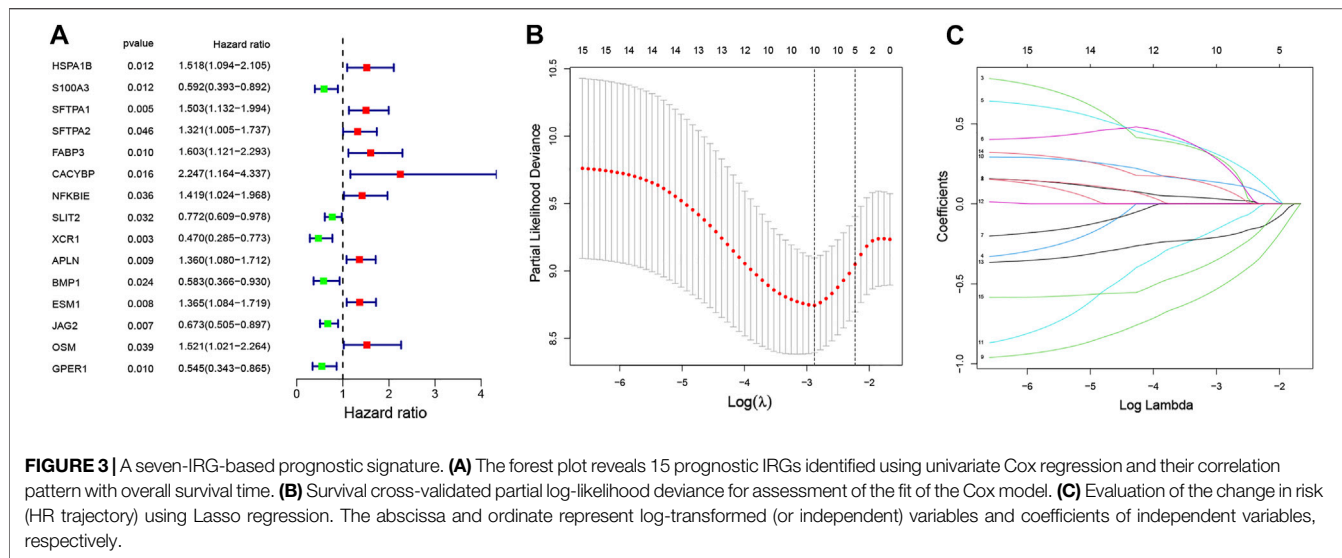 A
pvalue Hazard ratio
HSPA1B 0.012 1.518(1.094−2.105)
S100A3 0.012 0.592(0.393−0.892)
SFTPA1 0.005 1.503(1.132−1.994)
SFTPA2 0.046 1.321(1.005−1.737)
FABP3 0.010 1.603(1.121−2.293)
CACYBP 0.016 2.247(1.164−4.337)
NFKBIE 0.036 1.419(1.024−1.968)
SLIT2 0.032 0.772(0.609−0.978)
XCR1 0.003 0.470(0.285−0.773)
APLN 0.009 1.360(1.080−1.712)
BMP1 0.024 0.583(0.366−0.930)
ESM1 0.008 1.365(1.084−1.719)
JAG2 0.007 0.673(0.505−0.897)
OSM 0.039 1.521(1.021−2.264)
GPER1 0.010 0.545(0.343−0.865)
0 1 2 3 4
Hazard ratio
B
15 15 14 14 14 13 13 12 10 10 10 10 5 2 0
10.5
10.0
9.5
9.0
8.5
Partial Likelihood Deviance
−6 −5 −4 −3 −2
Log(λ)
C
15 14 12 10 5
0.5
0.0
−0.5
−1.0
Coefficients
3
5
6
14
10
8
12
7
4
13
15
11
9
−6 −5 −4 −3 −2
Log Lambda
FIGURE 3 | A seven-IRG-based prognostic signature. (A) The forest plot reveals 15 prognostic IRGs identified using univariate Cox regression and their correlation
pattern with overall survival time. (B) Survival cross-validated partial log-likelihood deviance for assessment of the fit of the Cox model. (C) Evaluation of the change in risk
(HR trajectory) using Lasso regression. The abscissa and ordinate represent log-transformed (or independent) variables and coefficients of independent variables,
respectively.